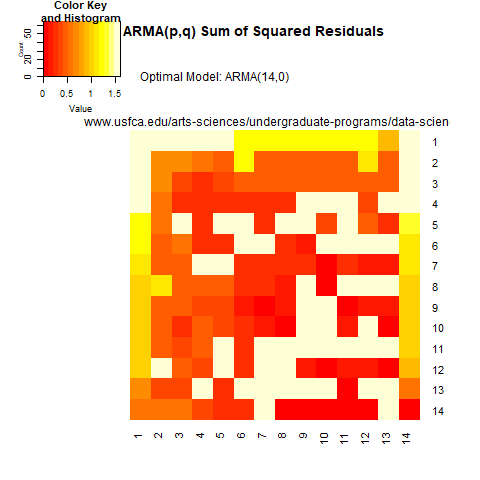 Color Key
and Histogram
Count
0 20 40 60
0 0.5 1 1.5
Value
ARMA(p,q) Sum of Squared Residuals
Optimal Model: ARMA(14,0)
www.usfca.edu/arts-sciences/undergraduate-programs/data-scien
1
2
3
4
5
6
7
8
9
10
11
12
13
14
1 2 3 4 5 6 7 8 9 10 11 12 13 14